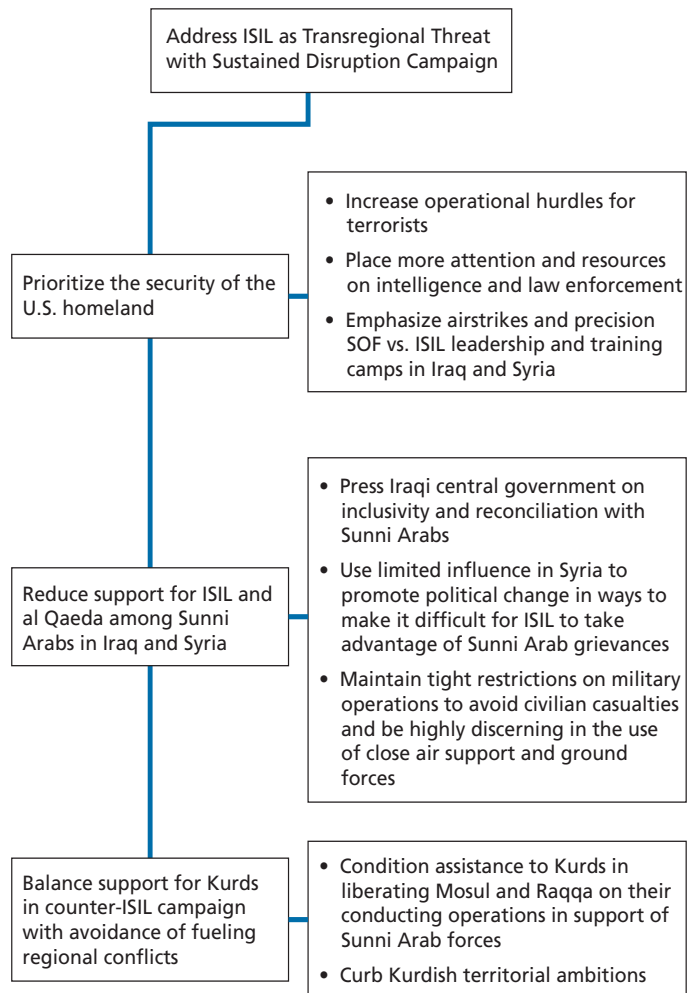 Address ISIL as Transregional Threat
with Sustained Disruption Campaign
Prioritize the security of the
U.S. homeland
• Increase operational hurdles for
terrorists
• Place more attention and resources
on intelligence and law enforcement
• Emphasize airstrikes and precision
SOF vs. ISIL leadership and training
camps in Iraq and Syria
Reduce support for ISIL and
al Qaeda among Sunni
Arabs in Iraq and Syria
• Press Iraqi central government on
inclusivity and reconciliation with
Sunni Arabs
• Use limited influence in Syria to
promote political change in ways to
make it difficult for ISIL to take
advantage of Sunni Arab grievances
• Maintain tight restrictions on military
operations to avoid civilian casualties
and be highly discerning in the use
of close air support and ground
forces
Balance support for Kurds
in counter-ISIL campaign
with avoidance of fueling
regional conflicts
• Condition assistance to Kurds in
liberating Mosul and Raqqa on their
conducting operations in support of
Sunni Arab forces
• Curb Kurdish territorial ambitions